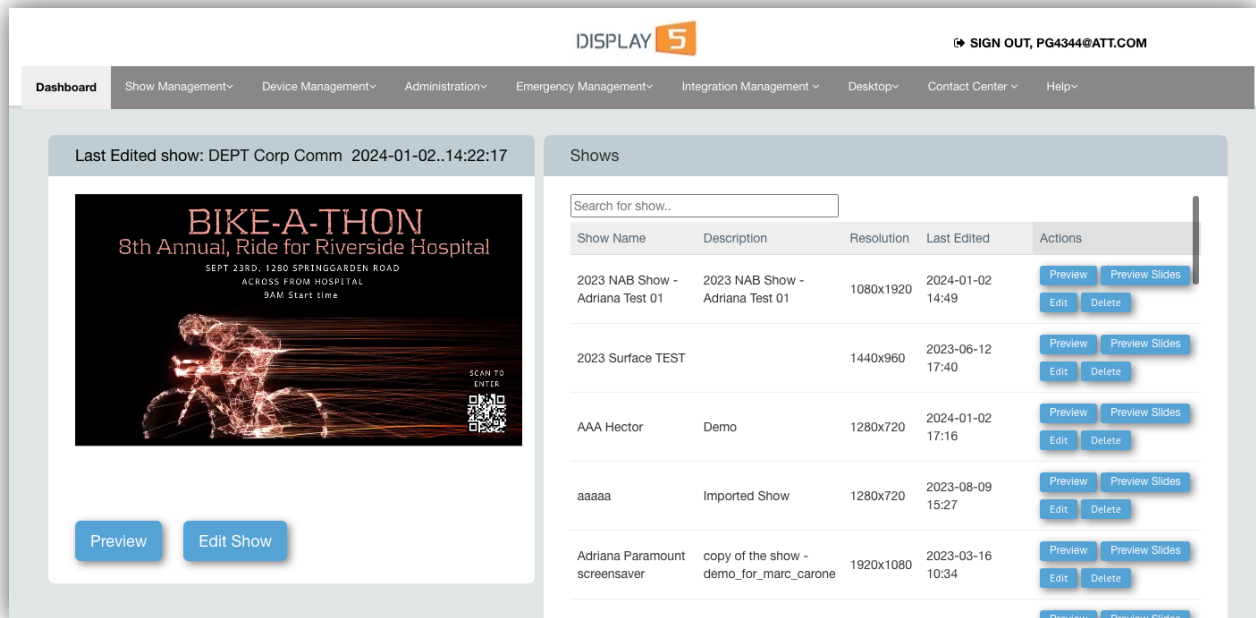 DISPLAY 5
SIGN OUT, PG4344@ATT.COM
Dashboard Show Management Device Management Administration Emergency Management Integration Management Desktop Contact Center Help
Last Edited show: DEPT Corp Comm 2024-01-02..14:22:17
BIKE-A-THON
8th Annual, Ride for Riverside Hospital
SEPT 23RD, 1280 SPRINGGARDEN ROAD
ACROSS FROM HOSPITAL
9AM Start time
SCAN TO
ENTER
Preview Edit Show
Shows
Search for show..
Show Name Description Resolution Last Edited Actions
2023 NAB Show - 2023 NAB Show - 1080x1920 2024-01-02 Preview Preview Slides
Adriana Test 01 Adriana Test 01 14:49 Edit Delete
2023 Surface TEST 1440x960 2023-06-12 Preview Preview Slides
17:40 Edit Delete
AAA Hector Demo 1280x720 2024-01-02 Preview Preview Slides
17:16 Edit Delete
aaaaa Imported Show 1280x720 2023-08-09 Preview Preview Slides
15:27 Edit Delete
Adriana Paramount copy of the show - 1920x1080 2023-03-16 Preview Preview Slides
screensaver demo_for_marc_carone 10:34 Edit Delete
Preview Preview Slides